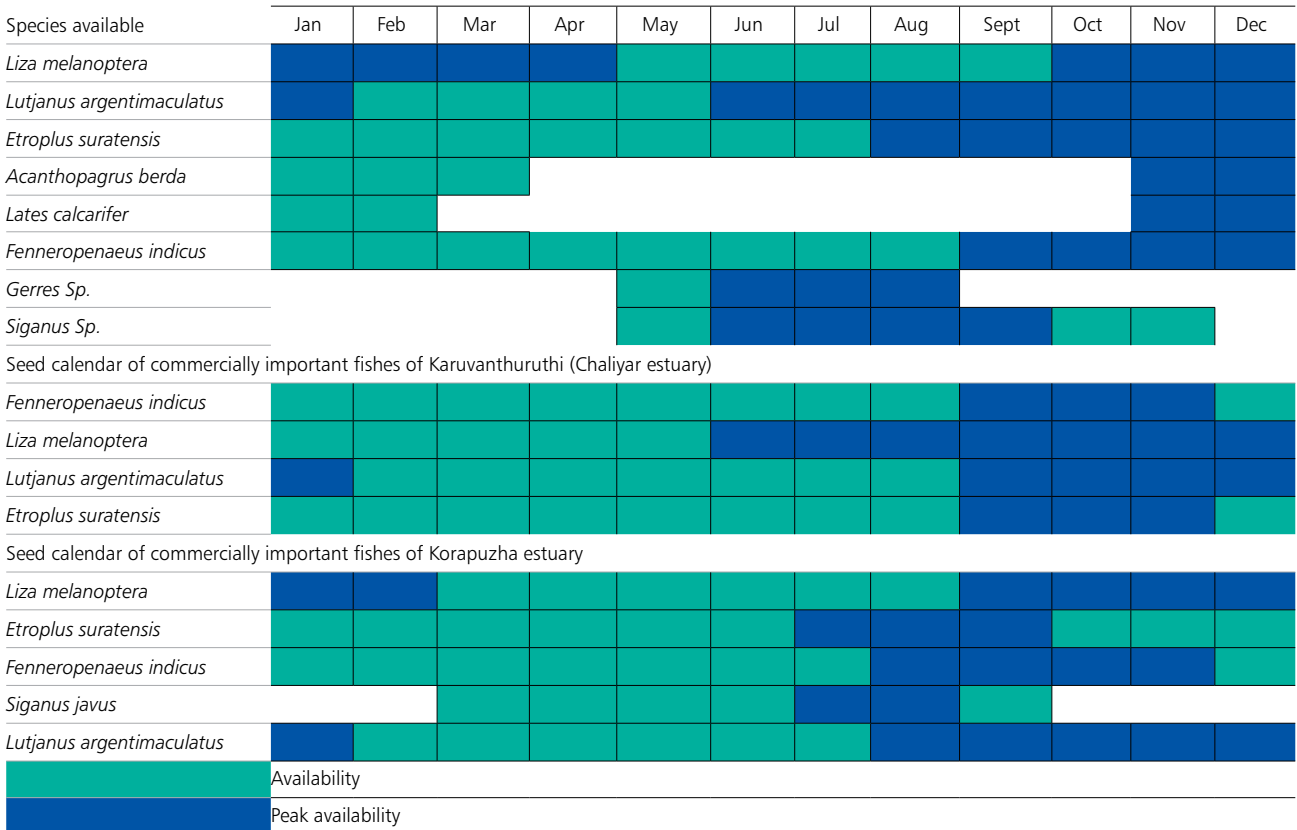 Species available Jan Feb Mar Apr May Jun Jul Aug Sept Oct Nov Dec
Liza melanoptera
Lutjanus argentimaculatus
Etroplus suratensis
Acanthopagrus berda
Lates calcarifer
Fenneropenaeus indicus
Gerres Sp.
Siganus Sp.
Seed calendar of commercially important fishes of Karuvanthuruthi (Chaliyar estuary)
Fenneropenaeus indicus
Liza melanoptera
Lutjanus argentimaculatus
Etroplus suratensis
Seed calendar of commercially important fishes of Korapuzha estuary
Liza melanoptera
Etroplus suratensis
Fenneropenaeus indicus
Siganus javus
Lutjanus argentimaculatus
Availability
Peak availability